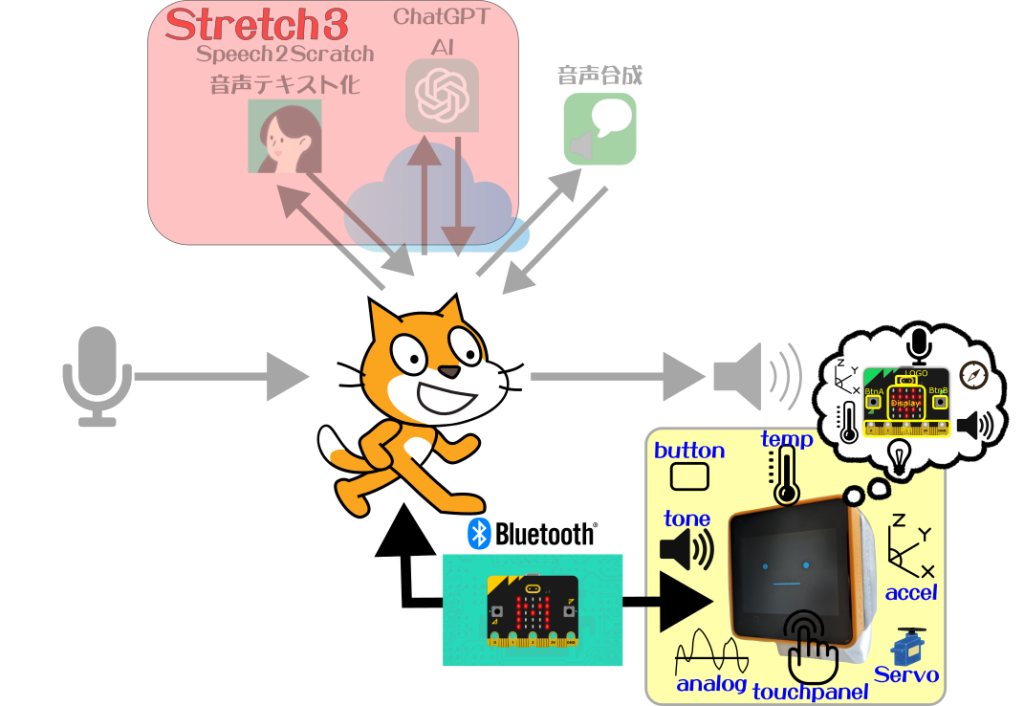 Stretch3
ChatGPT
Speech2Scratch
AI
音声テキスト化
音声合成
Z
Y
X
LOGO
BtnA
BtnB
Display
button
temp
tone
Bluetooth®
Z
Y
X
accel
analog
touchpanel
Servo